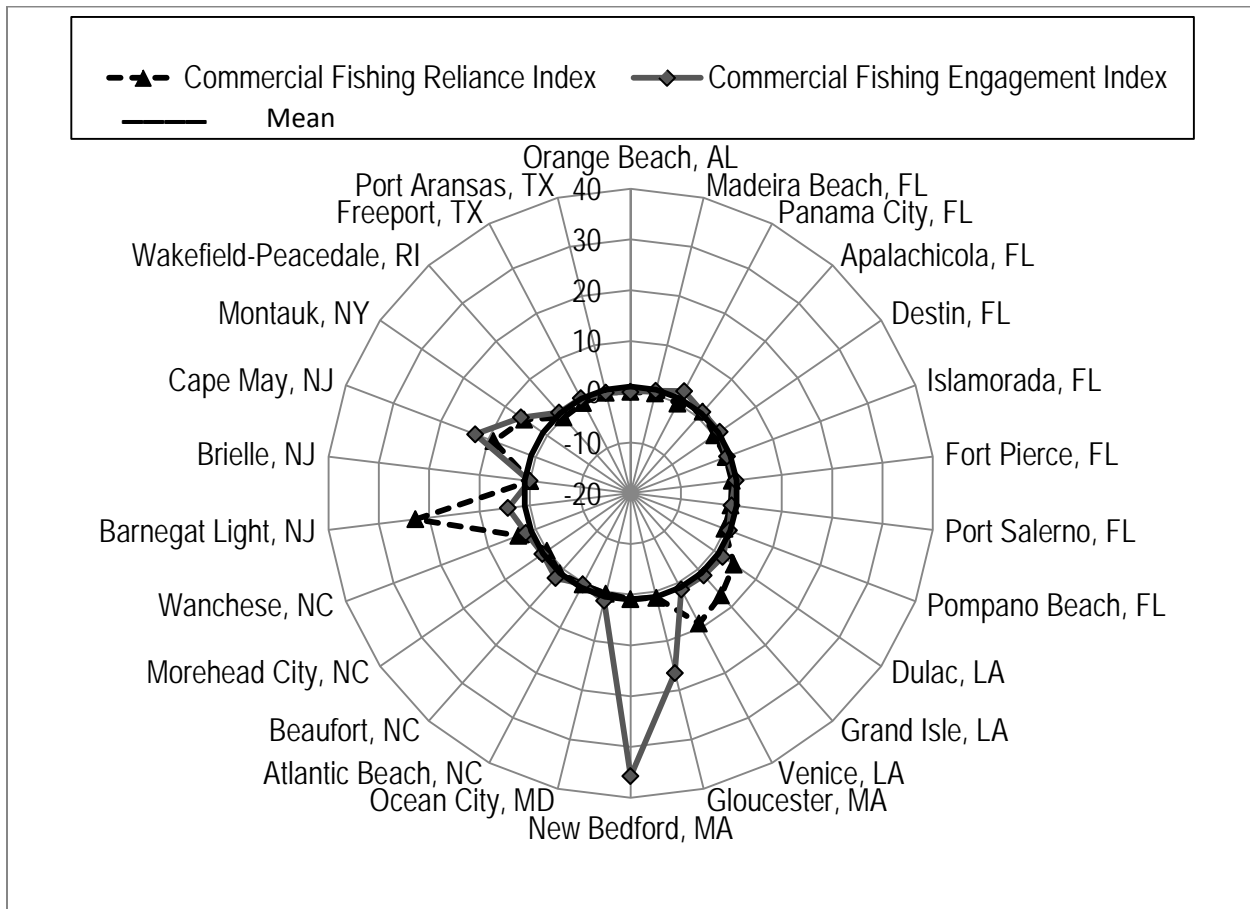 Commercial Fishing Reliance Index
Commercial Fishing Engagement Index
Mean
Orange Beach, AL
Madeira Beach, FL
Panama City, FL
Apalachicola, FL
Destin, FL
Islamorada, FL
Fort Pierce, FL
Port Salerno, FL
Pompano Beach, FL
Dulac, LA
Grand Isle, LA
Venice, LA
Gloucester, MA
New Bedford, MA
Ocean City, MD
Atlantic Beach, NC
Beaufort, NC
Morehead City, NC
Wanchese, NC
Barnegat Light, NJ
Brielle, NJ
Cape May, NJ
Montauk, NY
Wakefield-Peacedale, RI
Freeport, TX
Port Aransas, TX
40
30
20
10
0
-10
-20